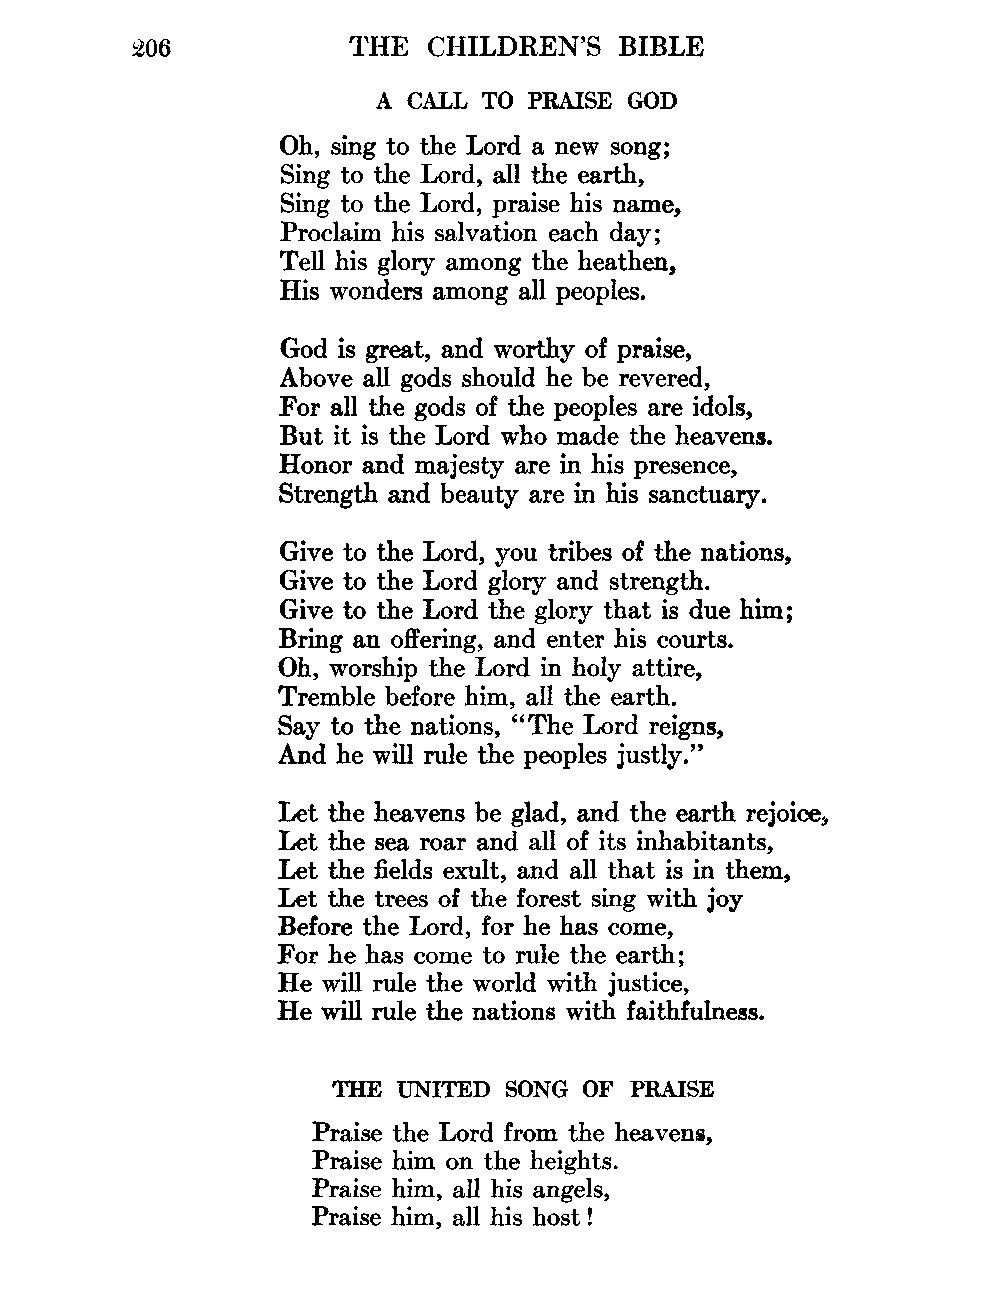 206 THE CHILDREN'S BIBLE
A CALL TO PRAISE GOD
Oh, sing to the Lord a new song;
Sing to the Lord, all the earth,
Sing to the Lord, praise his name,
Proclaim his salvation each day;
Tell his glory among the heathen,
His wonders among all peoples.
God is great, and worthy of praise,
Above all gods should he be revered,
For all the gods of the peoples are idols,
But it is the Lord who made the heavens.
Honor and majesty are in his presence,
Strength and beauty are in his sanctuary.
Give to the Lord, you tribes of the nations,
Give to the Lord glory and strength.
Give to the Lord the glory that is due him;
Bring an offering, and enter his courts.
Oh, worship the Lord in holy attire,
Tremble before him, all the earth.
Say to the nations, “The Lord reigns,
And he will rule the peoples justly.”
Let the heavens be glad, and the earth rejoice,
Let the sea roar and all of its inhabitants,
Let the fields exult, and all that is in them,
Let the trees of the forest sing with joy
Before the Lord, for he has come,
For he has come to rule the earth;
He will rule the world with justice,
He will rule the nations with faithfulness.
THE UNITED SONG OF PRAISE
Praise the Lord from the heavens,
Praise him on the heights.
Praise him, all his angels,
Praise him, all his host!